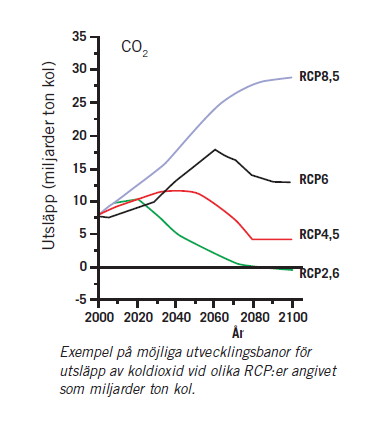 CO2
Utsläpp (miljarder ton kol)
35
30
25
20
15
10
5
0
-5
RCP8,5
RCP6
RCP4,5
RCP2,6
2000 2020 2040 2060 2080 2100
År
Exempel på möjliga utvecklingsbanor för
utsläpp av koldioxid vid olika RCP:er angivet
som miljarder ton kol.